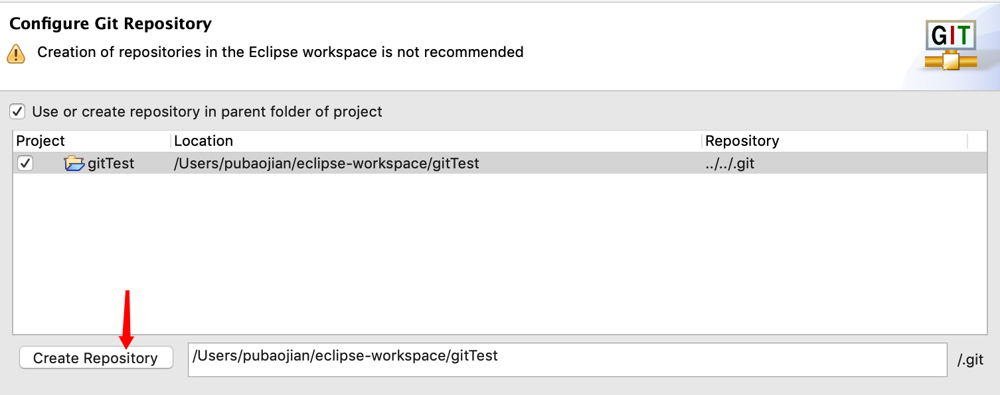 Configure Git Repository
Creation of repositories in the Eclipse workspace is not recommended
GIT
Use or create repository in parent folder of project
Project Location Repository
gitTest /Users/pubaojian/eclipse-workspace/gitTest ../../.git
Create Repository /Users/pubaojian/eclipse-workspace/gitTest /.git